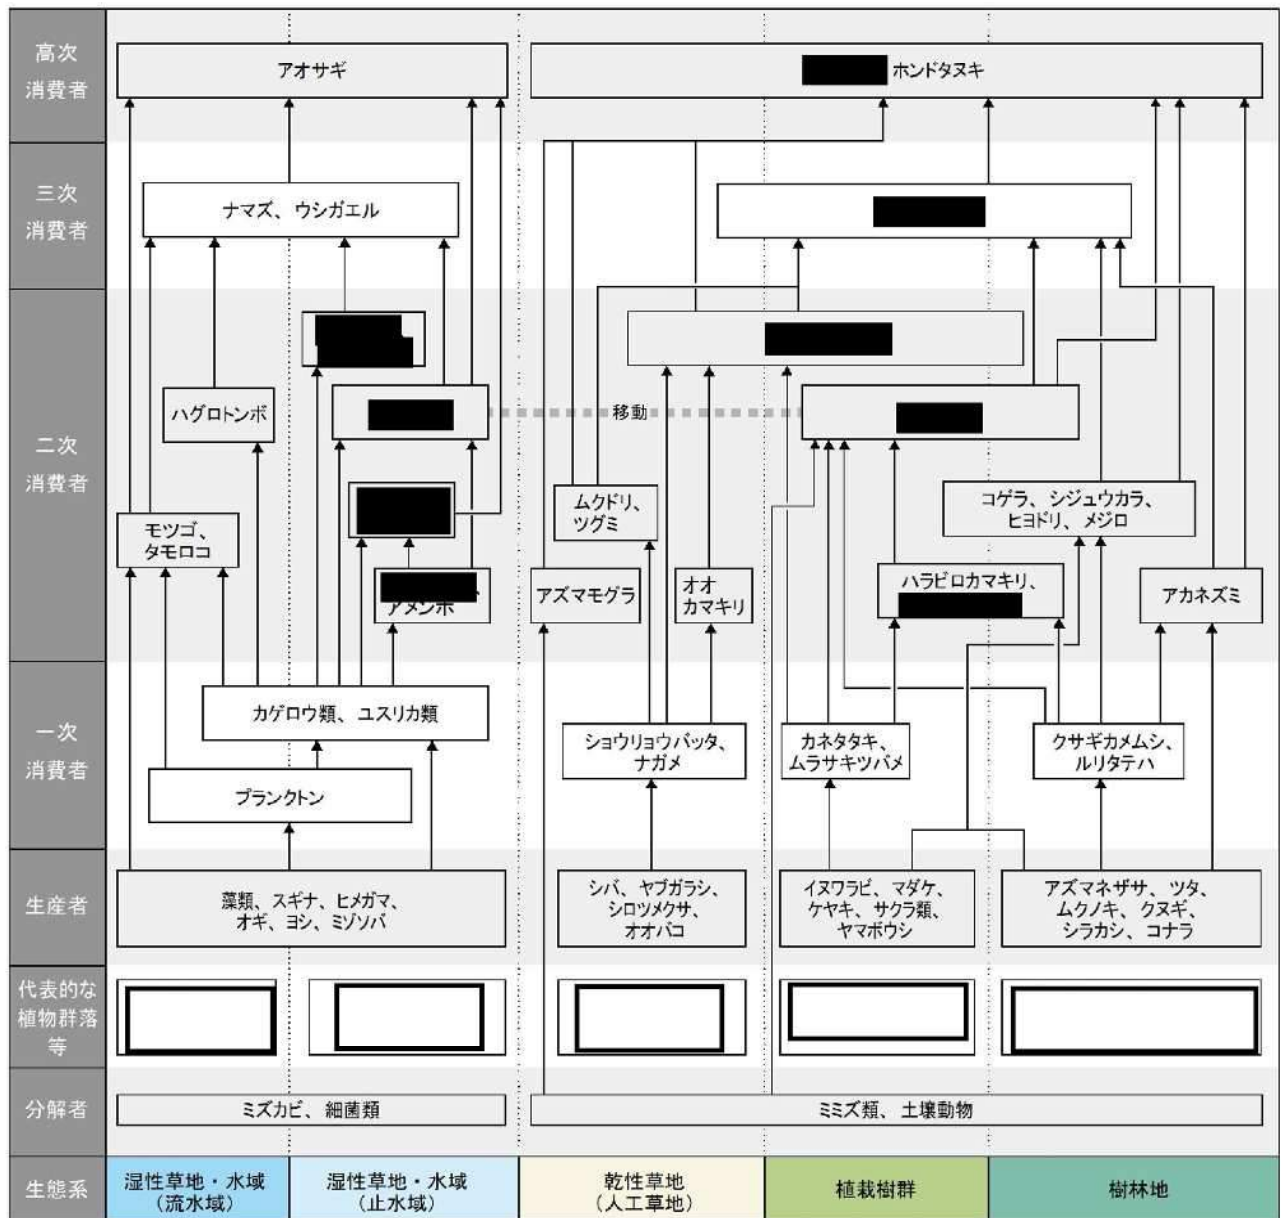 高次
消費者
アオサギ
ホンドタヌキ
三次
消費者
ナマズ、ウシガエル
二次
消費者
ハグロトンボ
移動
ムクドリ、
ツグミ
コゲラ、シジュウカラ、
ヒヨドリ、メジロ
モツゴ、
タモロコ
アメンボ
アズマモグラ
オオ
カマキリ
ハラビロカマキリ、
アカネズミ
一次
消費者
カゲロウ類、ユスリカ類
ショウリョウバッタ、
ナガメ
カネタタキ、
ムラサキツバメ
クサギカメムシ、
ルリタテハ
プランクトン
生産者
藻類、スギナ、ヒメガマ、
オギ、ヨシ、ミゾソバ
シバ、ヤブガラシ、
シロツメクサ、
オオバコ
イヌワラビ、マダケ、
ケヤキ、サクラ類、
ヤマボウシ
アズマネザサ、ツタ、
ムクノキ、クヌギ、
シラカシ、コナラ
代表的な
植物群落
等
分解者
ミズカビ、細菌類
ミミズ類、土壌動物
生態系
湿性草地・水域
(流水域)
湿性草地・水域
(止水域)
乾性草地
(人工草地)
植栽樹群
樹林地